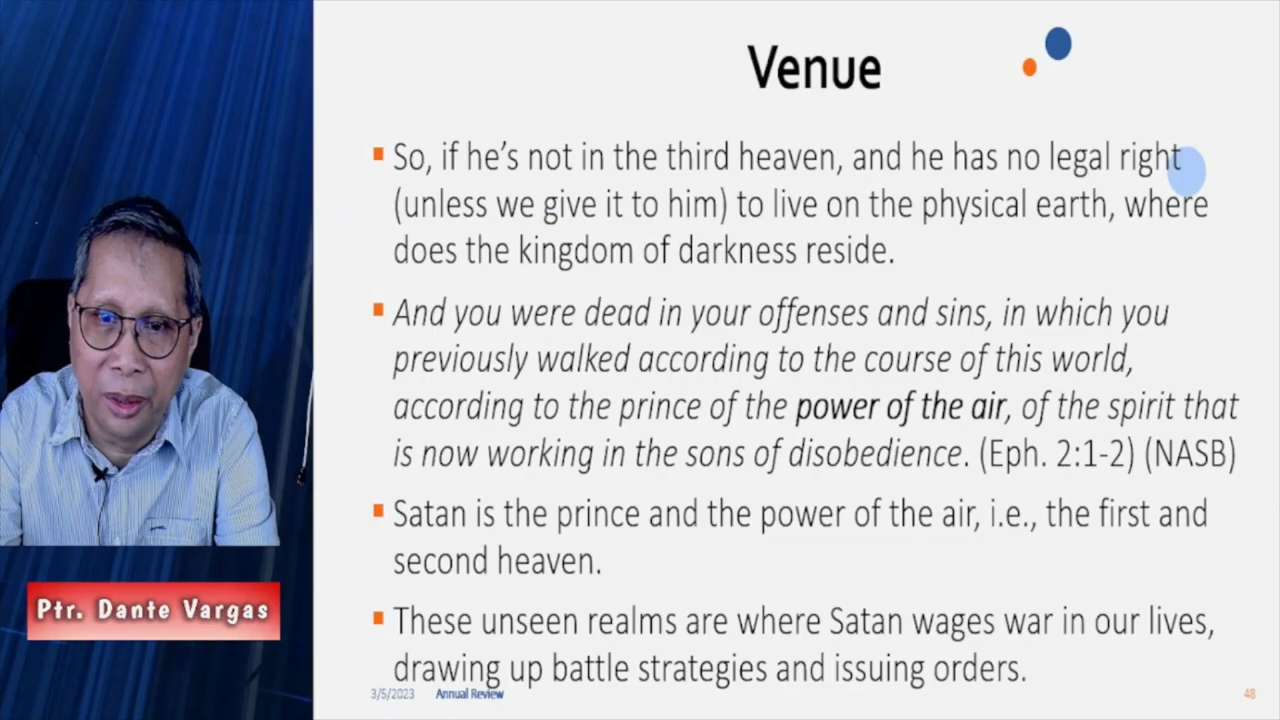 Venue
So, if he's not in the third heaven, and he has no legal right
(unless we give it to him) to live on the physical earth, where
does the kingdom of darkness reside.
And you were dead in your offenses and sins, in which you
previously walked according to the course of this world,
according to the prince of the power of the air, of the spirit that
is now working in the sons of disobedience. (Eph. 2:1-2) (NASB)
Satan is the prince and the power of the air, i.e., the first and
second heaven.
These unseen realms are where Satan wages war in our lives,
drawing up battle strategies and issuing orders.
3/5/2023 Annual Review 48
Ptr. Dante Vargas